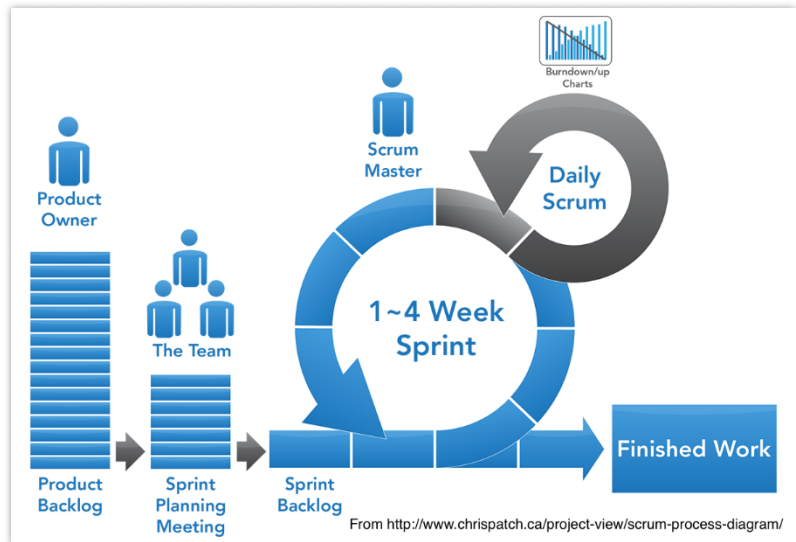 Burndown/up
Charts
Product
Owner
Scrum
Master
Daily
Scrum
The Team
1~4 Week
Sprint
Finished Work
Product
Backlog
Sprint
Planning
Meeting
Sprint
Backlog
From http://www.chrispatch.ca/project-view/scrum-process-diagram/